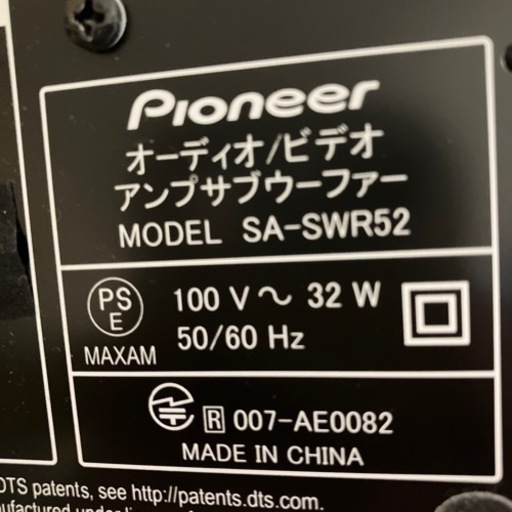 Pioneer
オーディオ/ビデオ
アンプサブウーファー
MODEL SA-SWR52
PS
E
MAXAM
100 V～ 32 W
50/60 Hz
R 007-AE0082
MADE IN CHINA
DTS patents, see http://patents.dts.com.